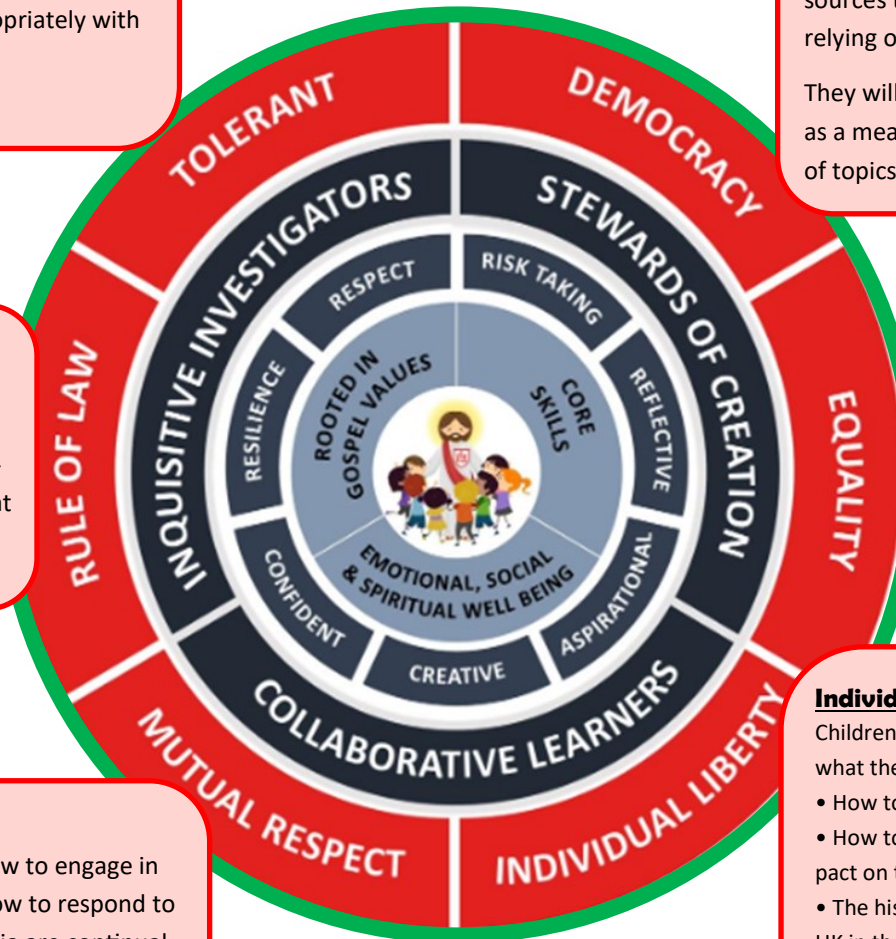 opriately with
relying o
They will
as a mea
of topics
TOLERANT
DEMOCRACY
EQUALITY
INDIVIDUAL LIBERTY
MUTUAL RESPECT
RULE OF LAW
INQUISITIVE INVESTIGATORS
STEWARDS OF CREATION
COLLABORATIVE LEARNERS
RESPECT
RISK TAKING
REFLECTIVE
ASPIRATIONAL
CREATIVE
CONFIDENT
RESILIENCE
ROOTED IN
GOSPEL VALUES
CORE
SKILLS
EMOTIONAL, SOCIAL
& SPIRITUAL WELL BEING
Individ
Children
what the
• How to
• How to
pact on t
• The his
w to engage in
ow to respond to